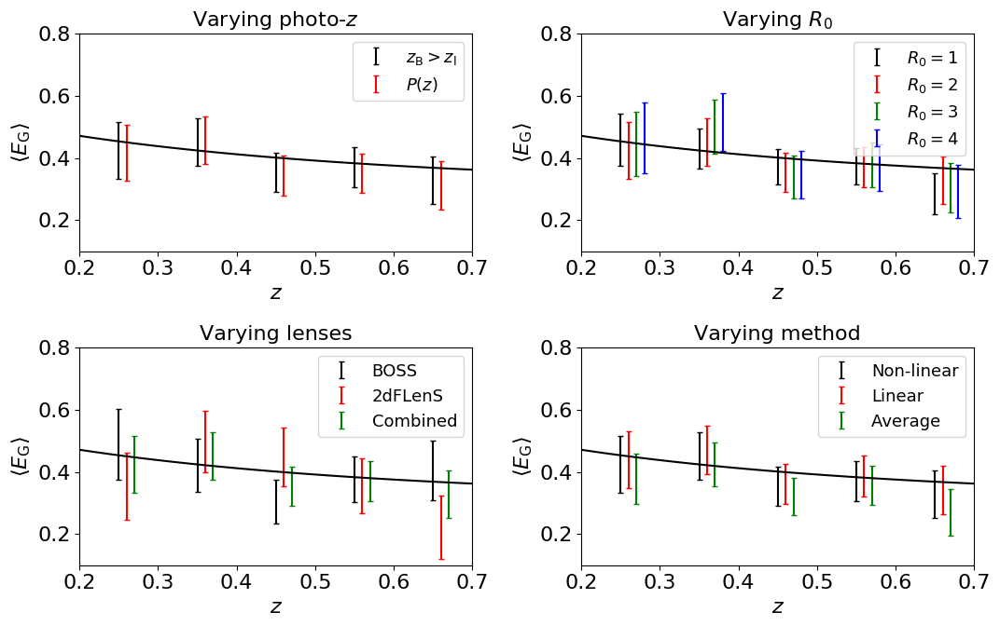 Varying photo-z
⟨E_G⟩
0.8
0.6
0.4
0.2
z_B > z_l
P(z)
0.2 0.3 0.4 0.5 0.6 0.7
z
Varying R_0
⟨E_G⟩
0.8
0.6
0.4
0.2
R_0 = 1
R_0 = 2
R_0 = 3
R_0 = 4
0.2 0.3 0.4 0.5 0.6 0.7
z
Varying lenses
⟨E_G⟩
0.8
0.6
0.4
0.2
BOSS
2dFLenS
Combined
0.2 0.3 0.4 0.5 0.6 0.7
z
Varying method
⟨E_G⟩
0.8
0.6
0.4
0.2
Non-linear
Linear
Average
0.2 0.3 0.4 0.5 0.6 0.7
z